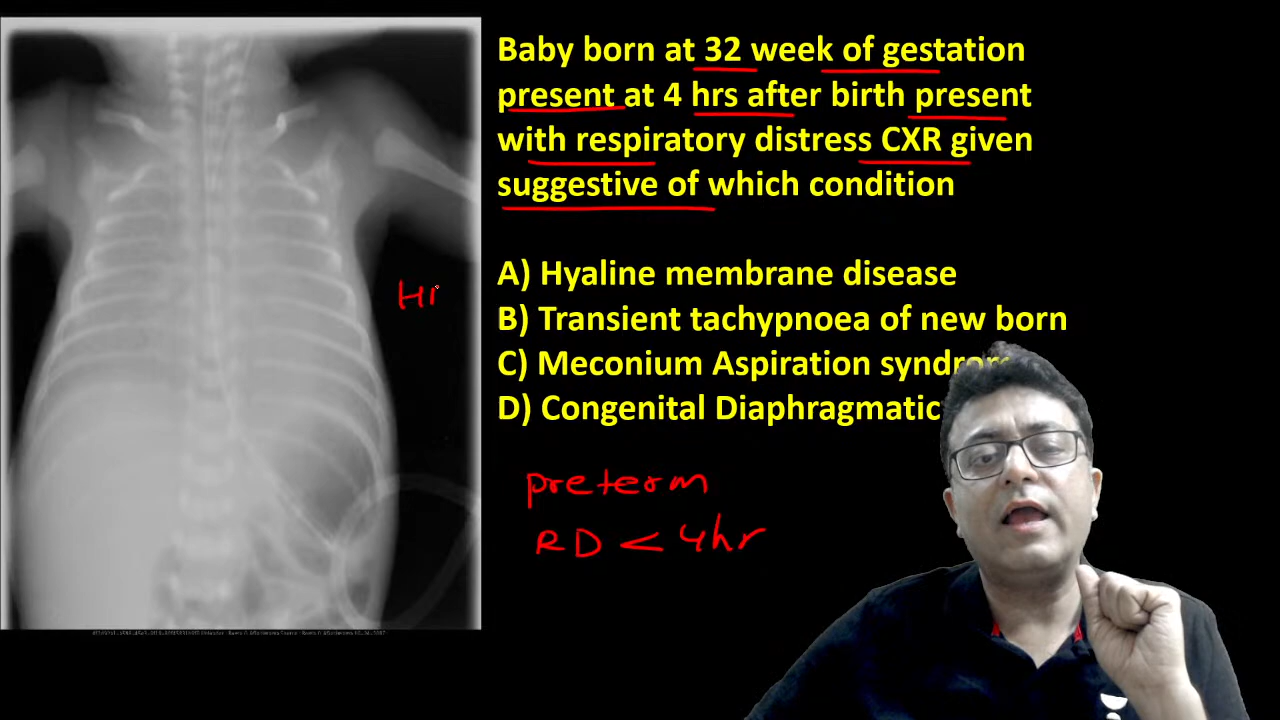 Baby born at 32 week of gestation
present at 4 hrs after birth present
with respiratory distress CXR given
suggestive of which condition
A) Hyaline membrane disease
B) Transient tachypnoea of new born
C) Meconium Aspiration syndrom
D) Congenital Diaphragmatic
HI
preterm
RD < 4hr